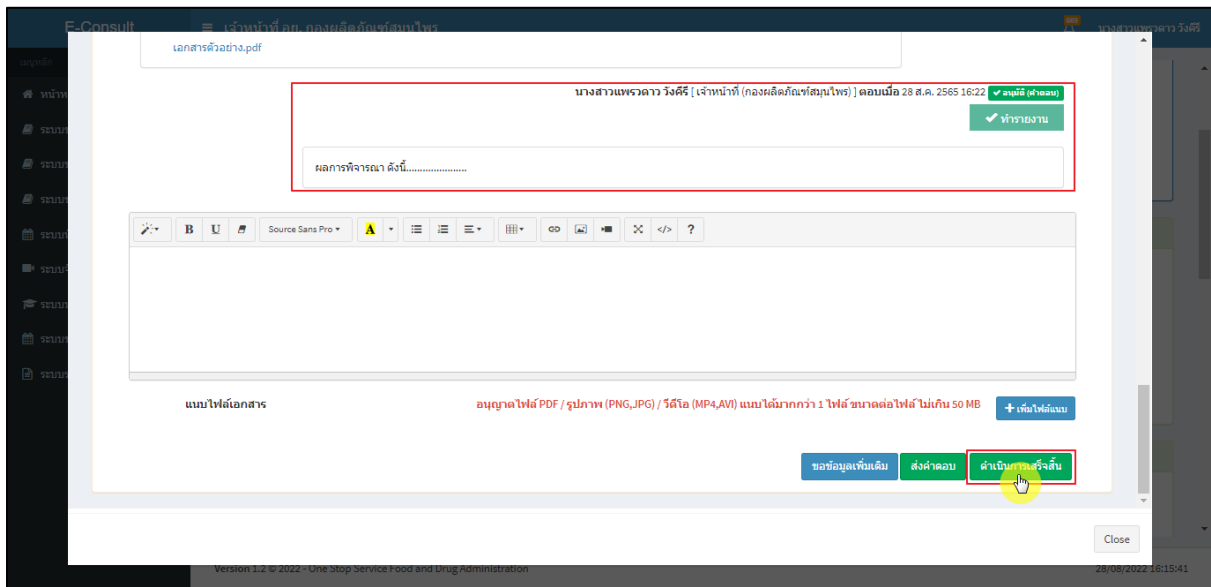 E-Consult
เจ้าหน้าที่ อย. กองผลิตภัณฑ์สมุนไพร
นางสาวแพรวดาว วังคีรี
เมนูหลัก
เอกสารตัวอย่าง.pdf
นางสาวแพรวดาว วังคีรี [ เจ้าหน้าที่ (กองผลิตภัณฑ์สมุนไพร) ] ตอบเมื่อ 28 ส.ค. 2565 16:22 อนุมัติ (คำตอบ)
ทำรายงาน
ผลการพิจารณา ดังนี้......................
B U Source Sans Pro A </> ?
แนบไฟล์เอกสาร
อนุญาตไฟล์ PDF / รูปภาพ (PNG,JPG) / วีดีโอ (MP4,AVI) แนบได้มากกว่า 1 ไฟล์ ขนาดต่อไฟล์ ไม่เกิน 50 MB
เพิ่มไฟล์แนบ
ขอข้อมูลเพิ่มเติม ส่งคำตอบ ดำเนินการเสร็จสิ้น
Close
Version 1.2 © 2022 - One Stop Service Food and Drug Administration
28/08/2022 16:15:41